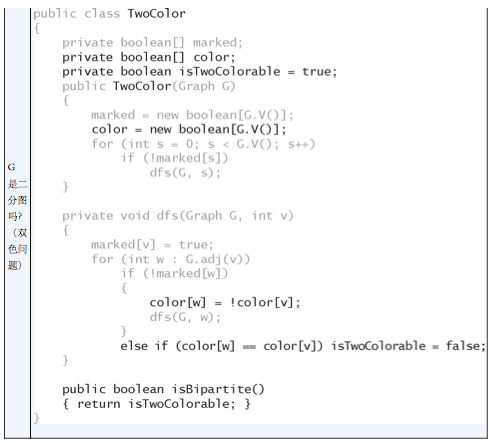 public class TwoColor
{
    private boolean[] marked;
    private boolean[] color;
    private boolean isTwoColorable = true;
    public TwoColor(Graph G)
    {
        marked = new boolean[G.V()];
        color = new boolean[G.V()];
        for (int s = 0; s < G.V(); s++)
            if (!marked[s])
                dfs(G, s);
    }
G
是二
分图
吗?
（双
色问
题）
    private void dfs(Graph G, int v)
    {
        marked[v] = true;
        for (int w : G.adj(v))
            if (!marked[w])
            {
                color[w] = !color[v];
                dfs(G, w);
            }
            else if (color[w] == color[v]) isTwoColorable = false;
    }
    public boolean isBipartite()
    { return isTwoColorable; }
}